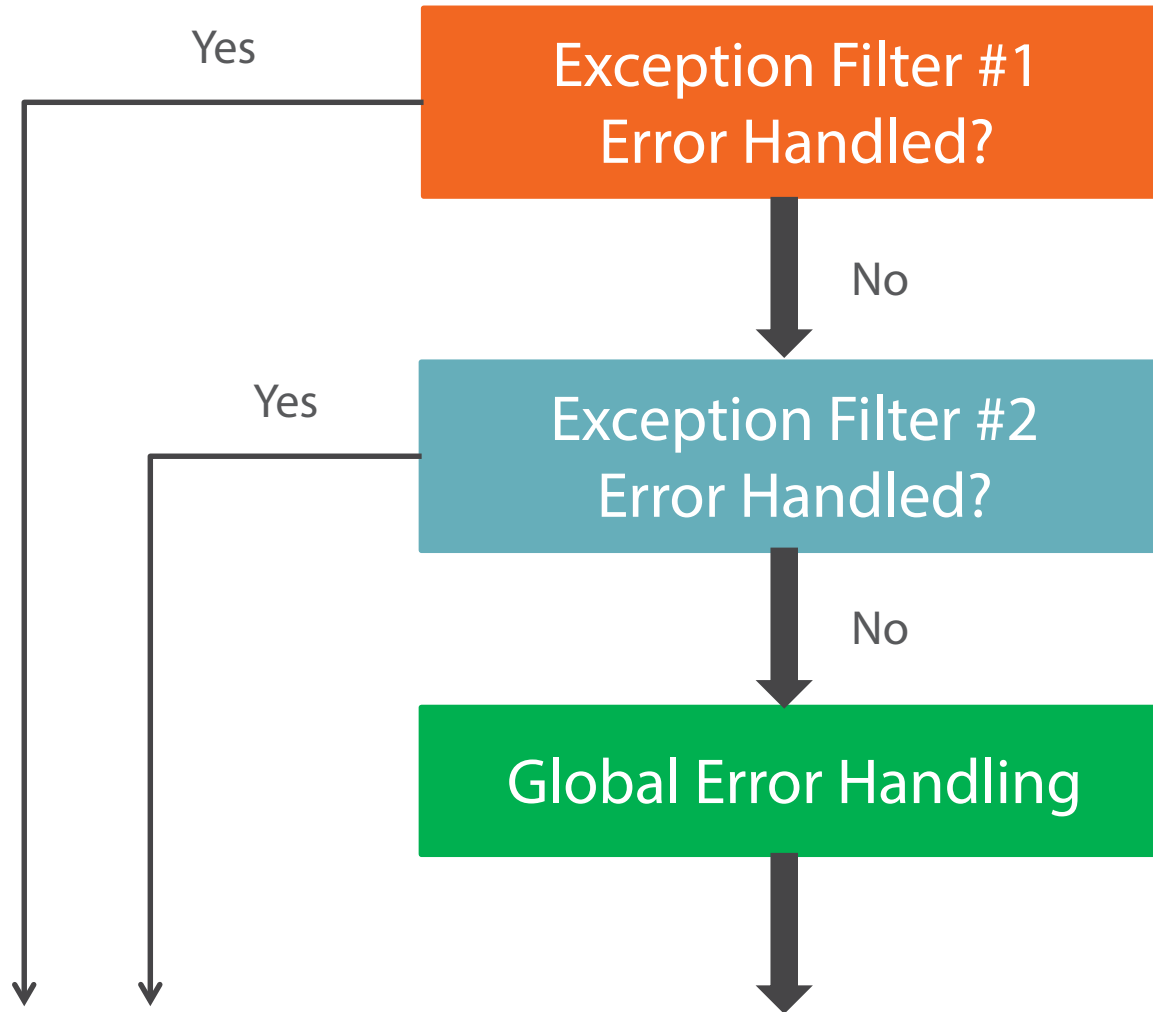 Yes
Exception Filter #1
Error Handled?
No
Yes
Exception Filter #2
Error Handled?
No
Global Error Handling